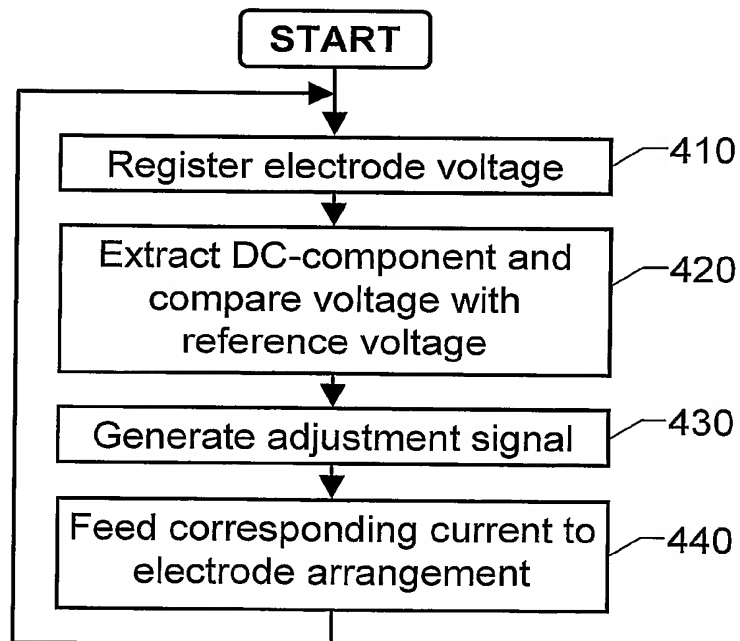 START
Register electrode voltage
410
Extract DC-component and
compare voltage with
reference voltage
420
Generate adjustment signal
430
Feed corresponding current to
electrode arrangement
440